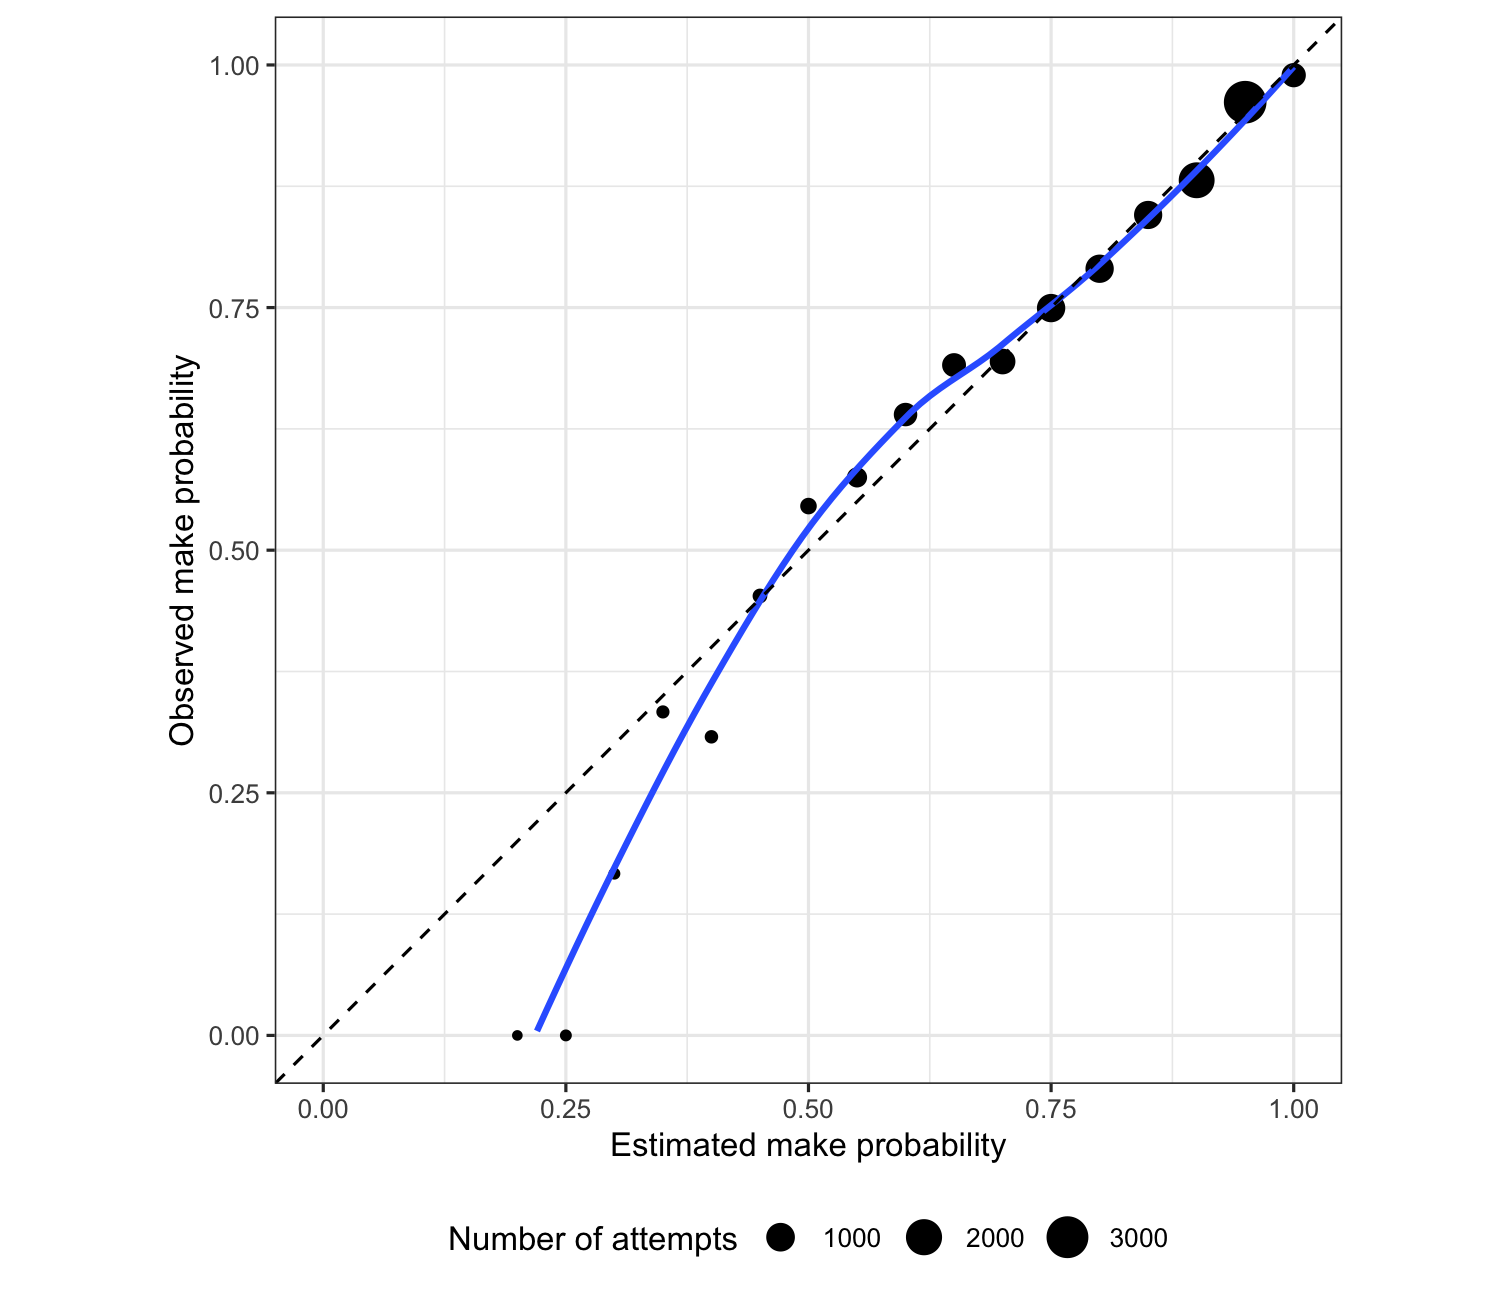 1.00
0.75
0.50
0.25
0.00
Observed make probability
0.00 0.25 0.50 0.75 1.00
Estimated make probability
Number of attempts 1000 2000 3000